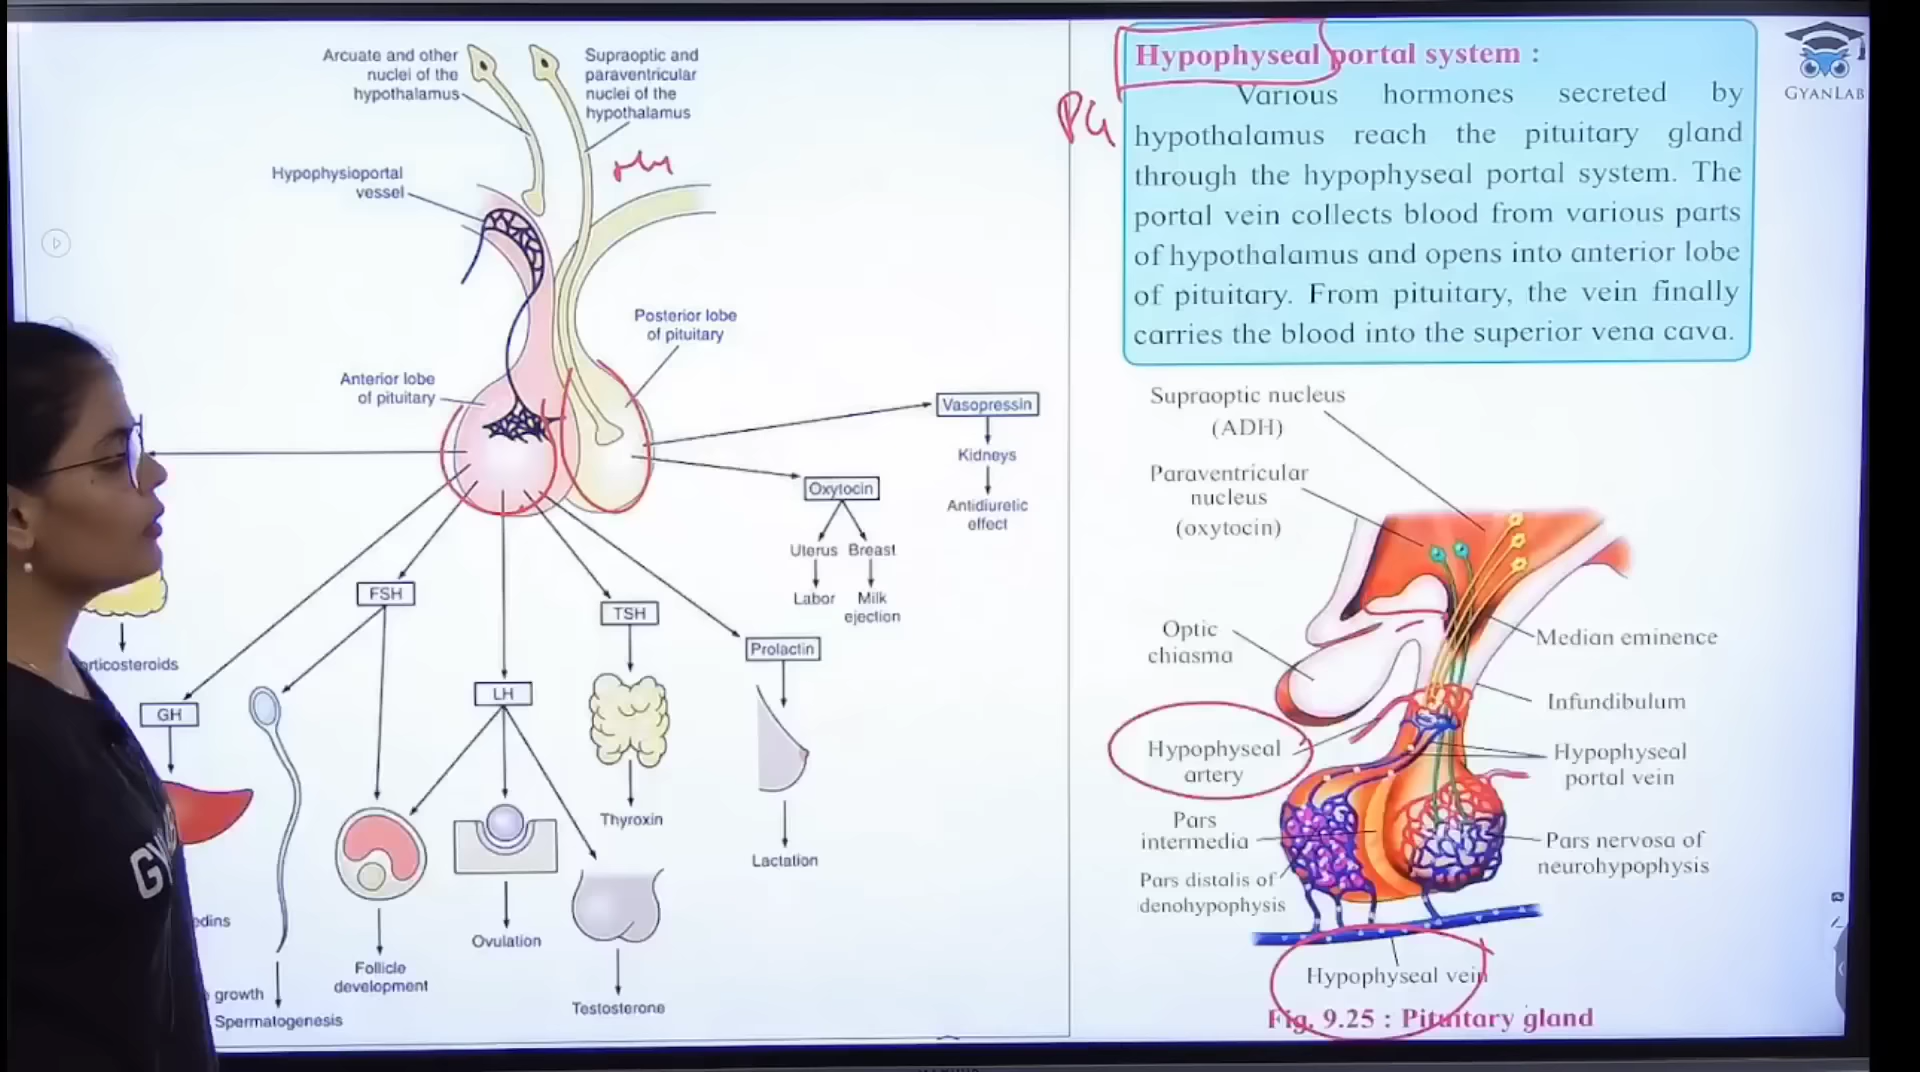 Arcuate and other
nuclei of the
hypothalamus
Supraoptic and
paraventricular
nuclei of the
hypothalamus
Hypophysioportal
vessel
Posterior lobe
of pituitary
Anterior lobe
of pituitary
Vasopressin
Kidneys
Antidiuretic
effect
Oxytocin
Uterus Breast
Labor Milk
ejection
FSH
TSH
Prolactin
LH
GH
orticosteroids
Thyroxin
Lactation
edins
Ovulation
Follicle
development
growth
Spermatogenesis
Testosterone
Hypophyseal portal system :
Various hormones secreted by
hypothalamus reach the pituitary gland
through the hypophyseal portal system. The
portal vein collects blood from various parts
of hypothalamus and opens into anterior lobe
of pituitary. From pituitary, the vein finally
carries the blood into the superior vena cava.
PG
GYANLAB
Supraoptic nucleus
(ADH)
Paraventricular
nucleus
(oxytocin)
Optic
chiasma
Median eminence
Infundibulum
Hypophyseal
artery
Hypophyseal
portal vein
Pars
intermedia
Pars nervosa of
neurohypophysis
Pars distalis of
denohypophysis
Hypophyseal vein
Fig. 9.25 : Pituitary gland